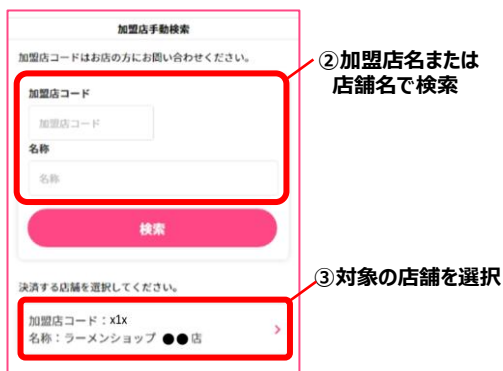 加盟店手動検索
加盟店コードはお店の方にお問い合わせください。
加盟店コード
加盟店コード
名称
名称
検索
②加盟店名または
店舗名で検索
決済する店舗を選択してください。
加盟店コード：x1x
名称：ラーメンショップ ●●店
③対象の店舗を選択